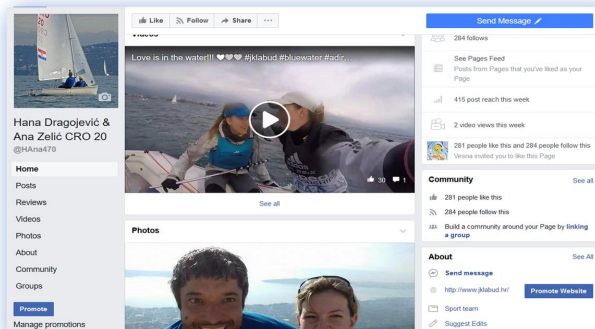 Hana Dragojević &
Ana Zelić CRO 20
@HAna470
Home
Posts
Reviews
Videos
Photos
About
Community
Groups
Promote
Manage promotions
Like Follow Share ...
Videos
Love is in the water!!! ❤❤❤ #jklabud #bluewater #adir...
30 1
See all
Photos
Send Message
284 follows
See Pages Feed
Posts from Pages that you've liked as your
Page
415 post reach this week
2 video views this week
281 people like this and 284 people follow this
Vesna invited you to like this Page
Community See all
281 people like this
284 people follow this
Build a community around your Page by linking
a group
About See All
Send message
http://www.jklabud.hr/ Promote Website
Sport team
Suggest Edits